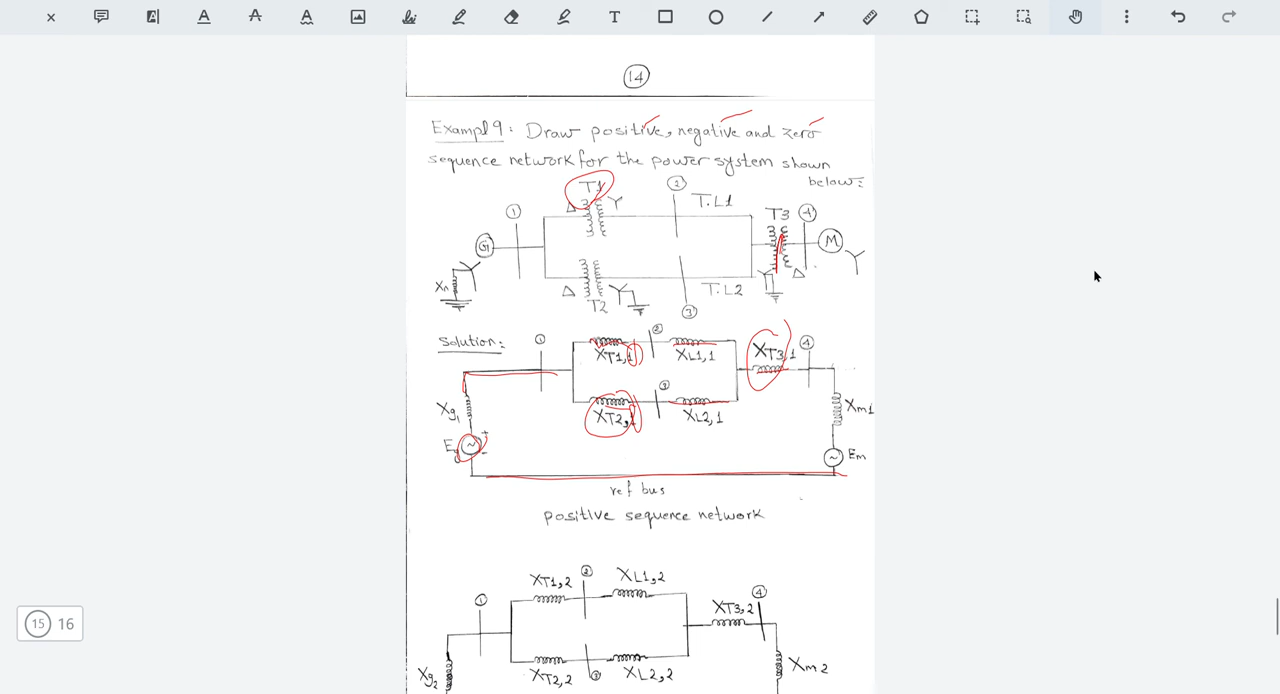 T
14
Exampl 9: Draw positive, negative and zero
sequence network for the power system shown
below:
T1
Δ
Y
2
T.L1
1
T3
4
G
M
Y
Xn
Y
Δ
T2
Y
T.L2
3
Y
Δ
Solution:
1
2
XT1,1
XL1,1
XT3,1
4
3
Xg1
XT2,1
XL2,1
Xm1
+
-
Em
ref bus
positive sequence network
XT1,2
2
XL1,2
1
XT3,2
4
15 16
Xg2
XT2,2
3
XL2,2
Xm2